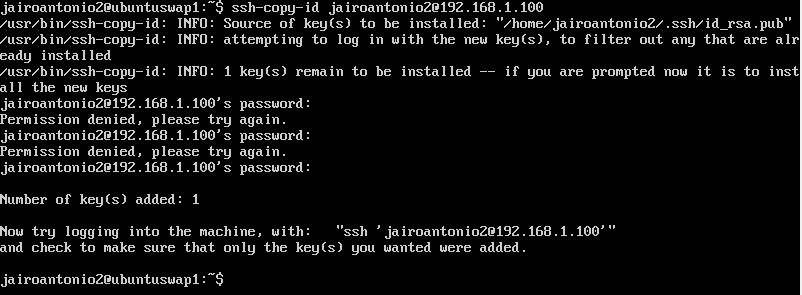 jairoantonio2@ubuntuswap1:~$ ssh-copy-id jairoantonio2@192.168.1.100
/usr/bin/ssh-copy-id: INFO: Source of key(s) to be installed: "/home/jairoantonio2/.ssh/id_rsa.pub"
/usr/bin/ssh-copy-id: INFO: attempting to log in with the new key(s), to filter out any that are alr
eady installed
/usr/bin/ssh-copy-id: INFO: 1 key(s) remain to be installed -- if you are prompted now it is to inst
all the new keys
jairoantonio2@192.168.1.100's password:
Permission denied, please try again.
jairoantonio2@192.168.1.100's password:
Permission denied, please try again.
jairoantonio2@192.168.1.100's password:
Number of key(s) added: 1
Now try logging into the machine, with:   "ssh 'jairoantonio2@192.168.1.100'"
and check to make sure that only the key(s) you wanted were added.
jairoantonio2@ubuntuswap1:~$